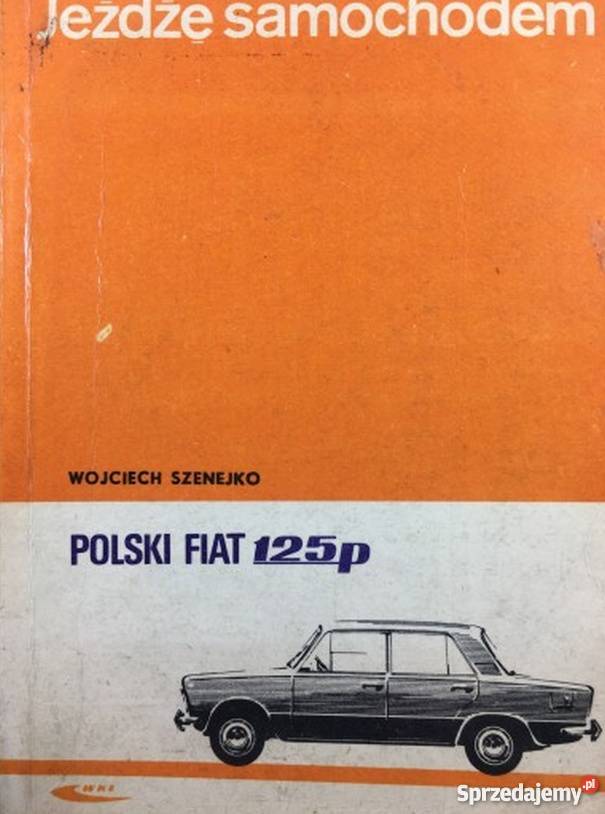 Jeżdżę samochodem
WOJCIECH SZENEJKO
POLSKI FIAT 125p
WKŁ
Sprzedajemy.pl